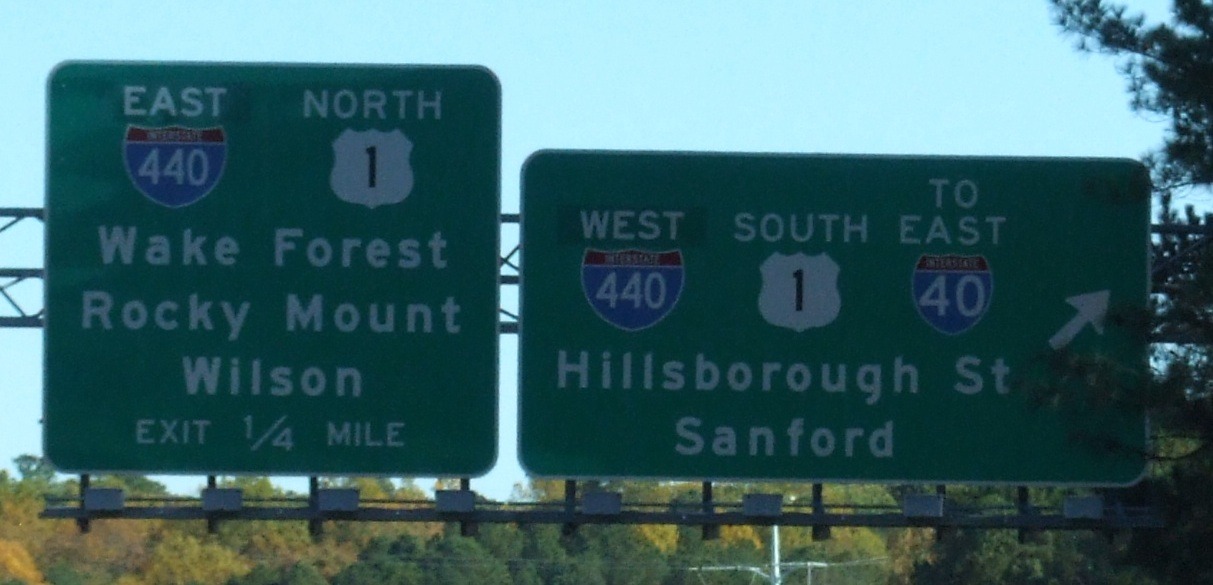 EAST NORTH
INTERSTATE
440 1
Wake Forest
Rocky Mount
Wilson
EXIT 1/4 MILE
TO
WEST SOUTH EAST
INTERSTATE INTERSTATE
440 1 40
Hillsborough St
Sanford